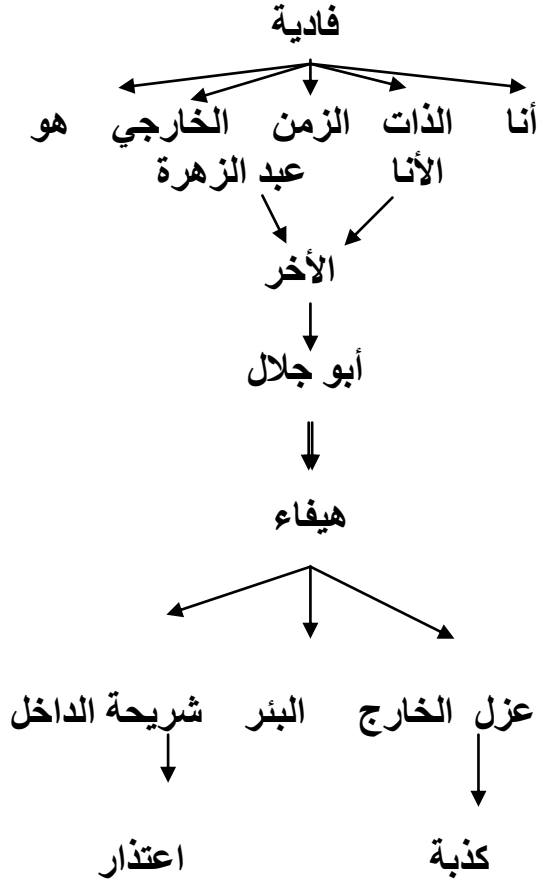 فادية
أنا الذات الزمن الخارجي هو
الأنا عبد الزهرة
الأخر
أبو جلال
هيفاء
عزل الخارج البئر شريحة الداخل
كذبة اعتذار